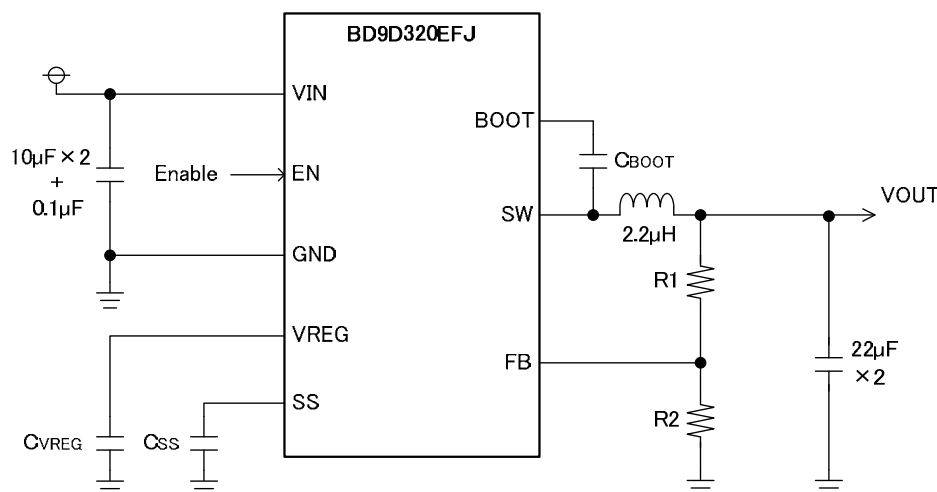 BD9D320EFJ
VIN
BOOT
10µF×2
+
0.1µF
Enable
EN
CBOOT
SW
VOUT
2.2µH
GND
R1
VREG
FB
22µF
×2
SS
R2
CVREG
CSS